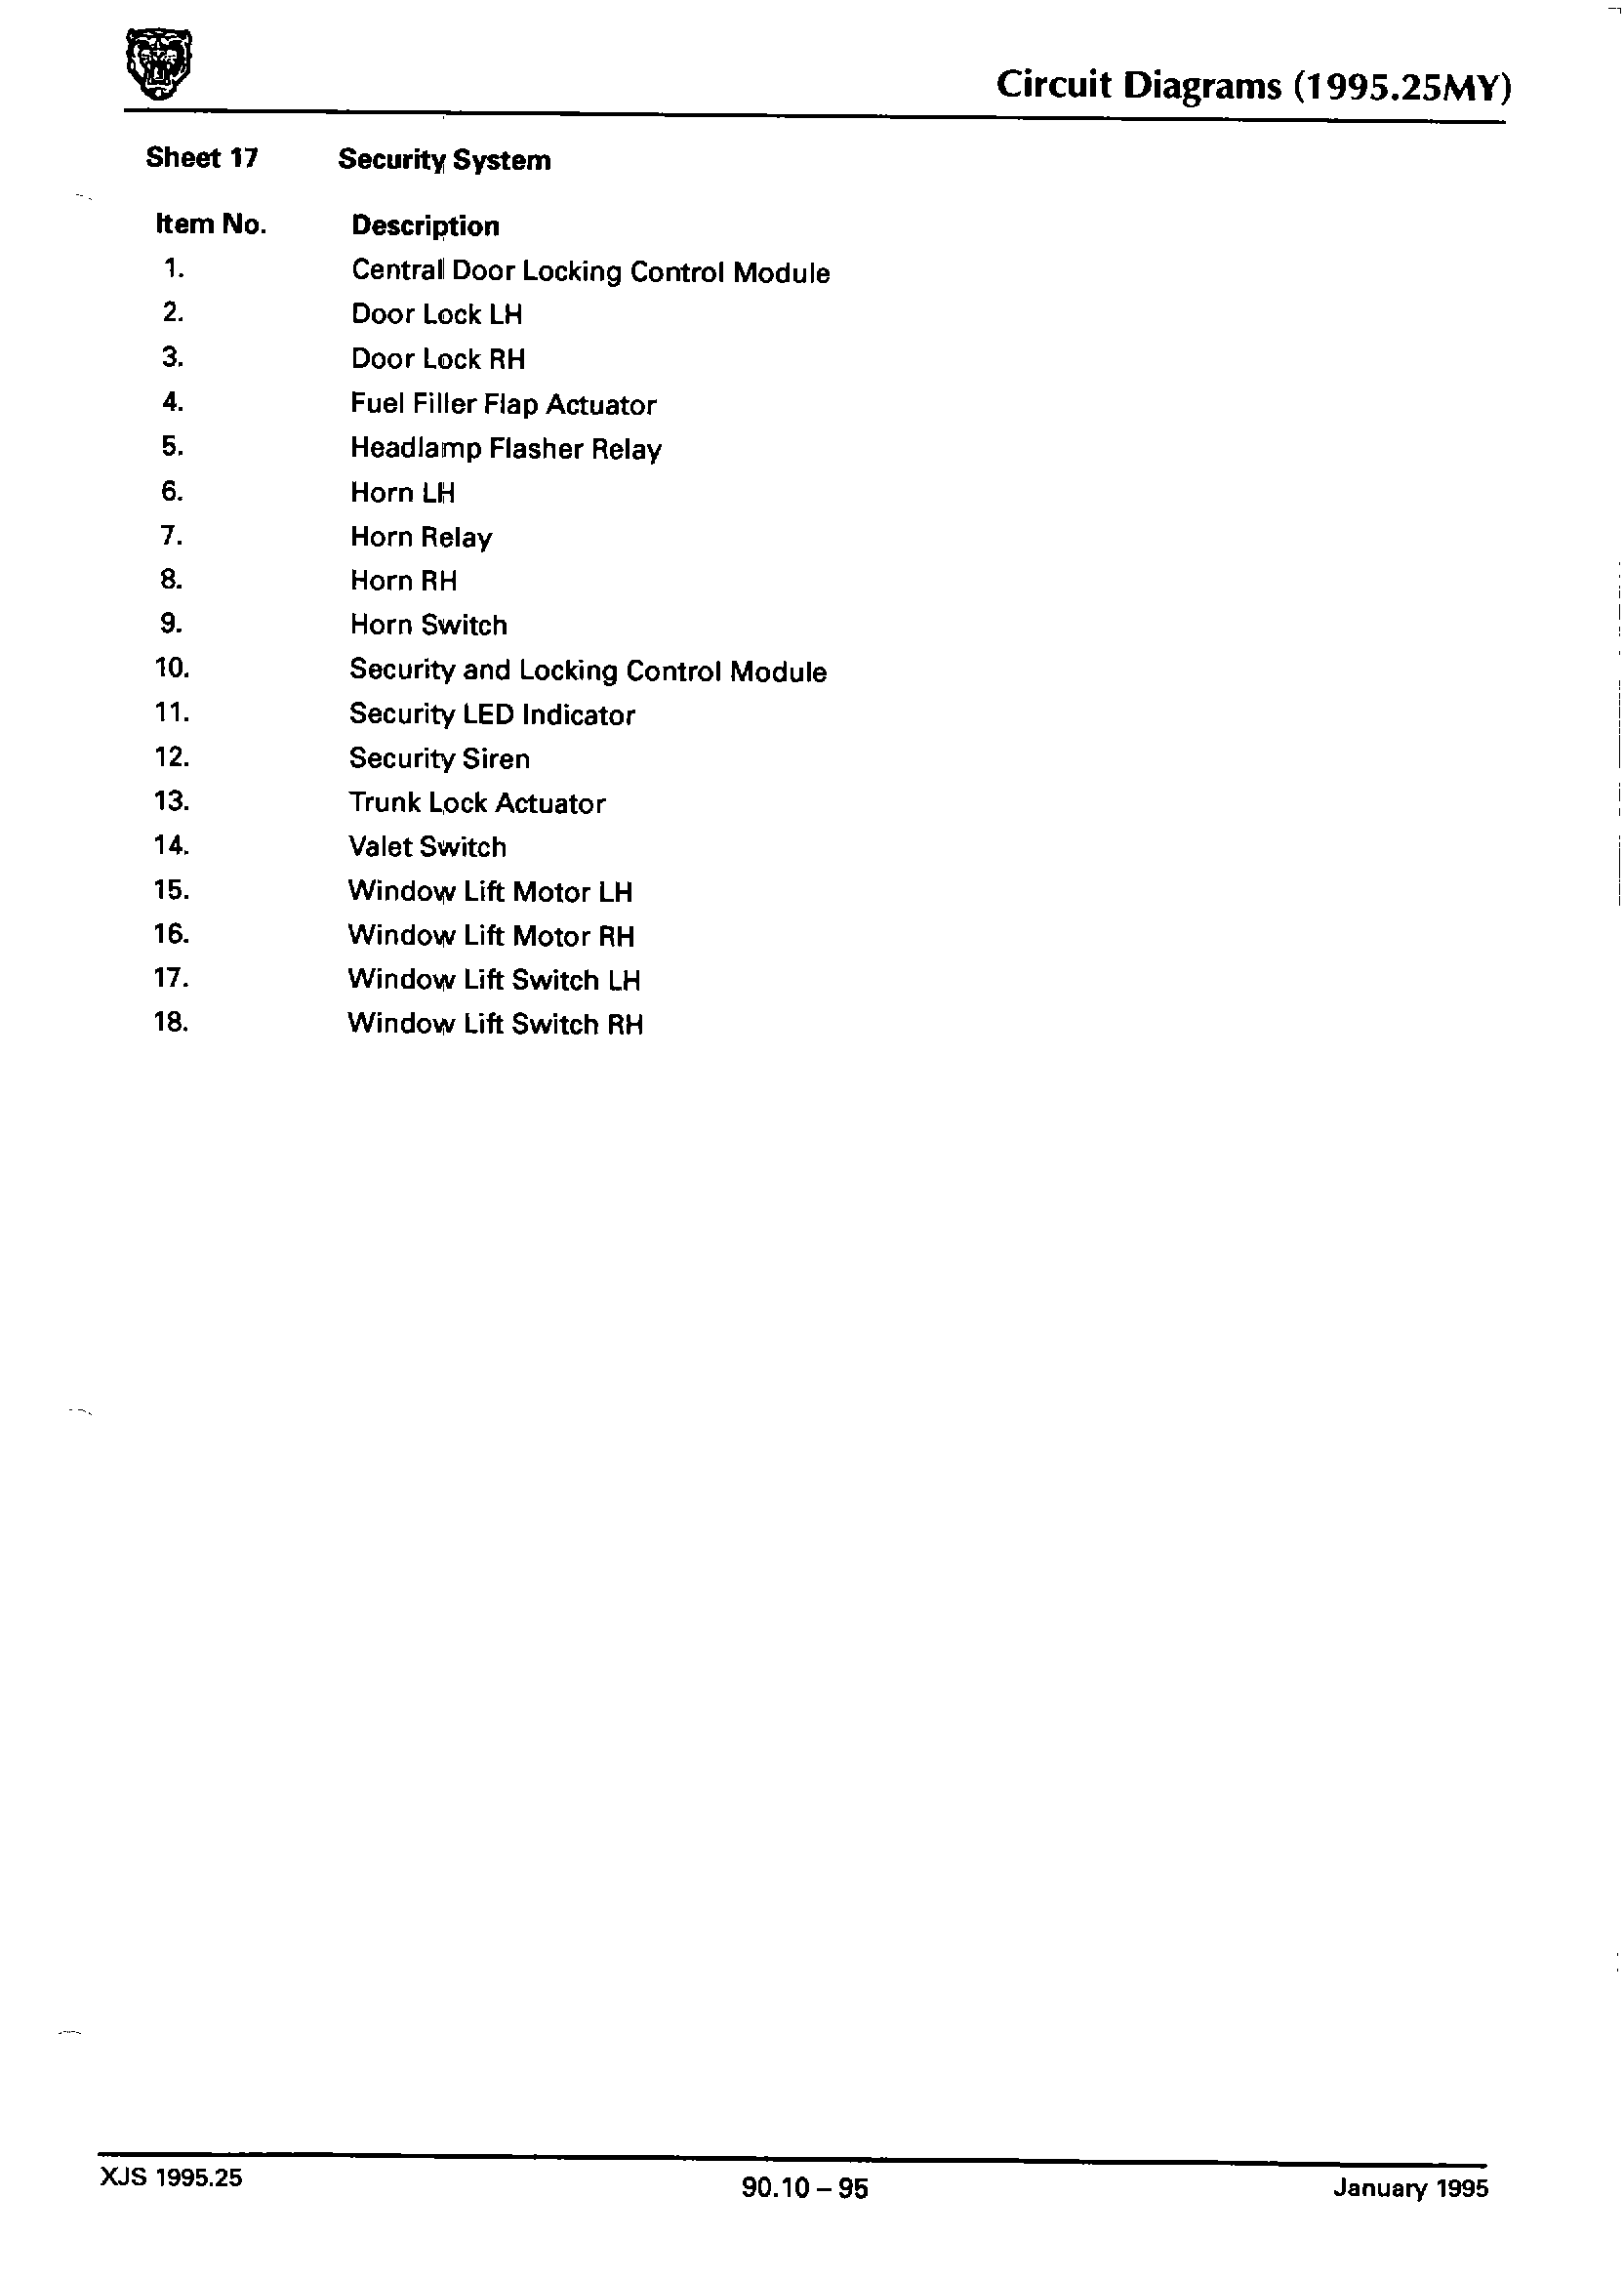 Circuit Diagrams (1995.25MY)
Sheet 17 Security System
Item No. Description
1. Central Door Locking Control Module
2. Door Lock LH
3. Door Lock RH
4. Fuel Filler Flap Actuator
5. Headlamp Flasher Relay
6. Horn LH
7. Horn Relay
8. Horn RH
9. Horn Switch
10. Security and Locking Control Module
11. Security LED Indicator
12. Security Siren
13. Trunk Lock Actuator
14. Valet Switch
15. Window Lift Motor LH
16. Window Lift Motor RH
17. Window Lift Switch LH
18. Window Lift Switch RH
XJS 1995.25 90.10 – 95 January 1995